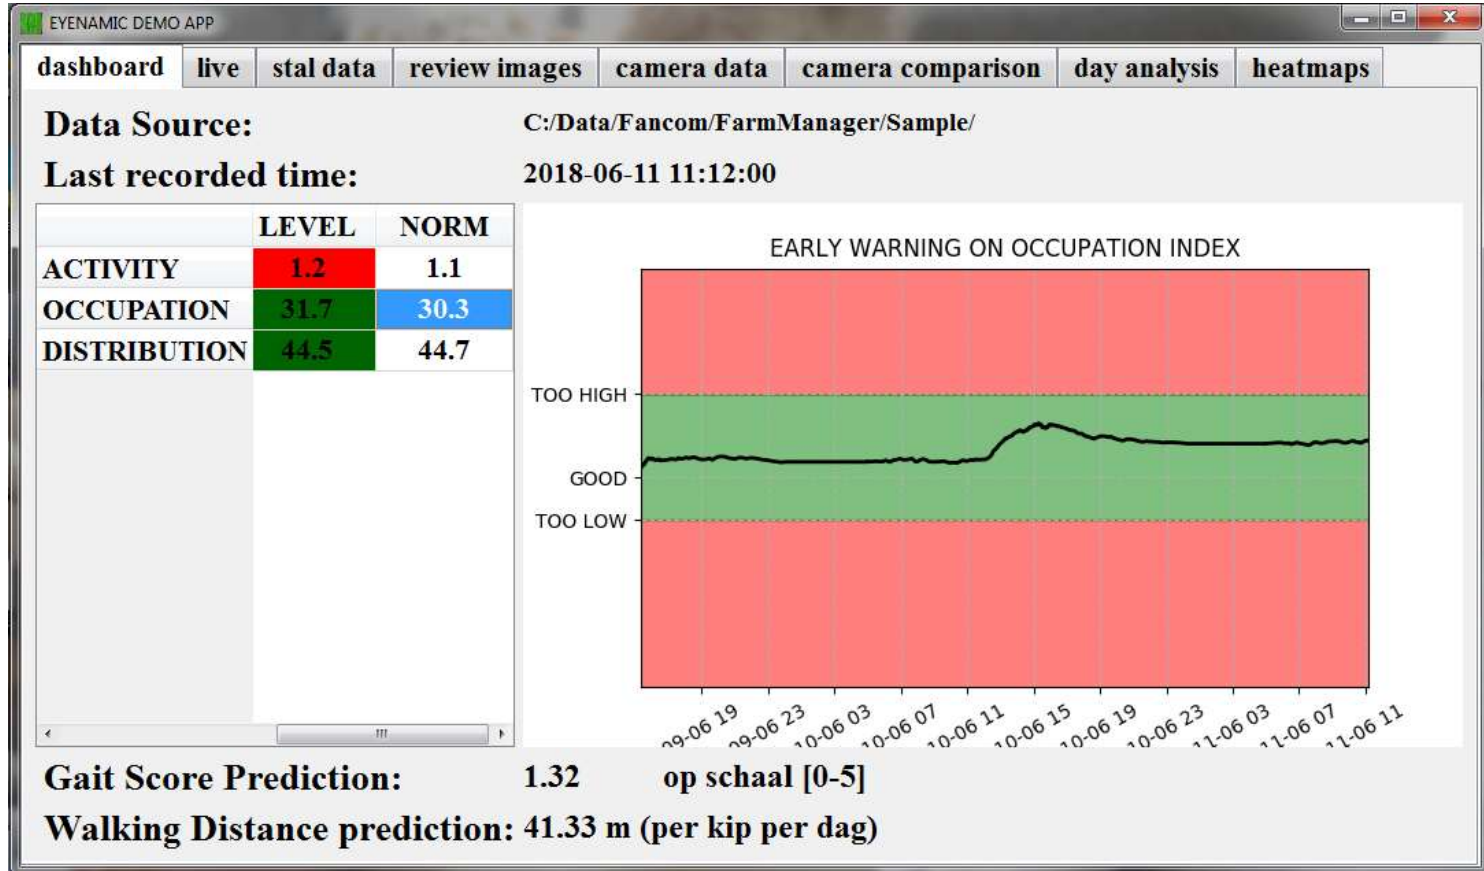 EYENAMIC DEMO APP
dashboard live stal data review images camera data camera comparison day analysis heatmaps
Data Source: C:/Data/Fancom/FarmManager/Sample/
Last recorded time: 2018-06-11 11:12:00
LEVEL NORM
ACTIVITY 1.2 1.1
OCCUPATION 31.7 30.3
DISTRIBUTION 44.5 44.7
EARLY WARNING ON OCCUPATION INDEX
TOO HIGH
GOOD
TOO LOW
09-06 19 09-06 23 10-06 03 10-06 07 10-06 11 10-06 15 10-06 19 10-06 23 11-06 03 11-06 07 11-06 11
Gait Score Prediction: 1.32 op schaal [0-5]
Walking Distance prediction: 41.33 m (per kip per dag)